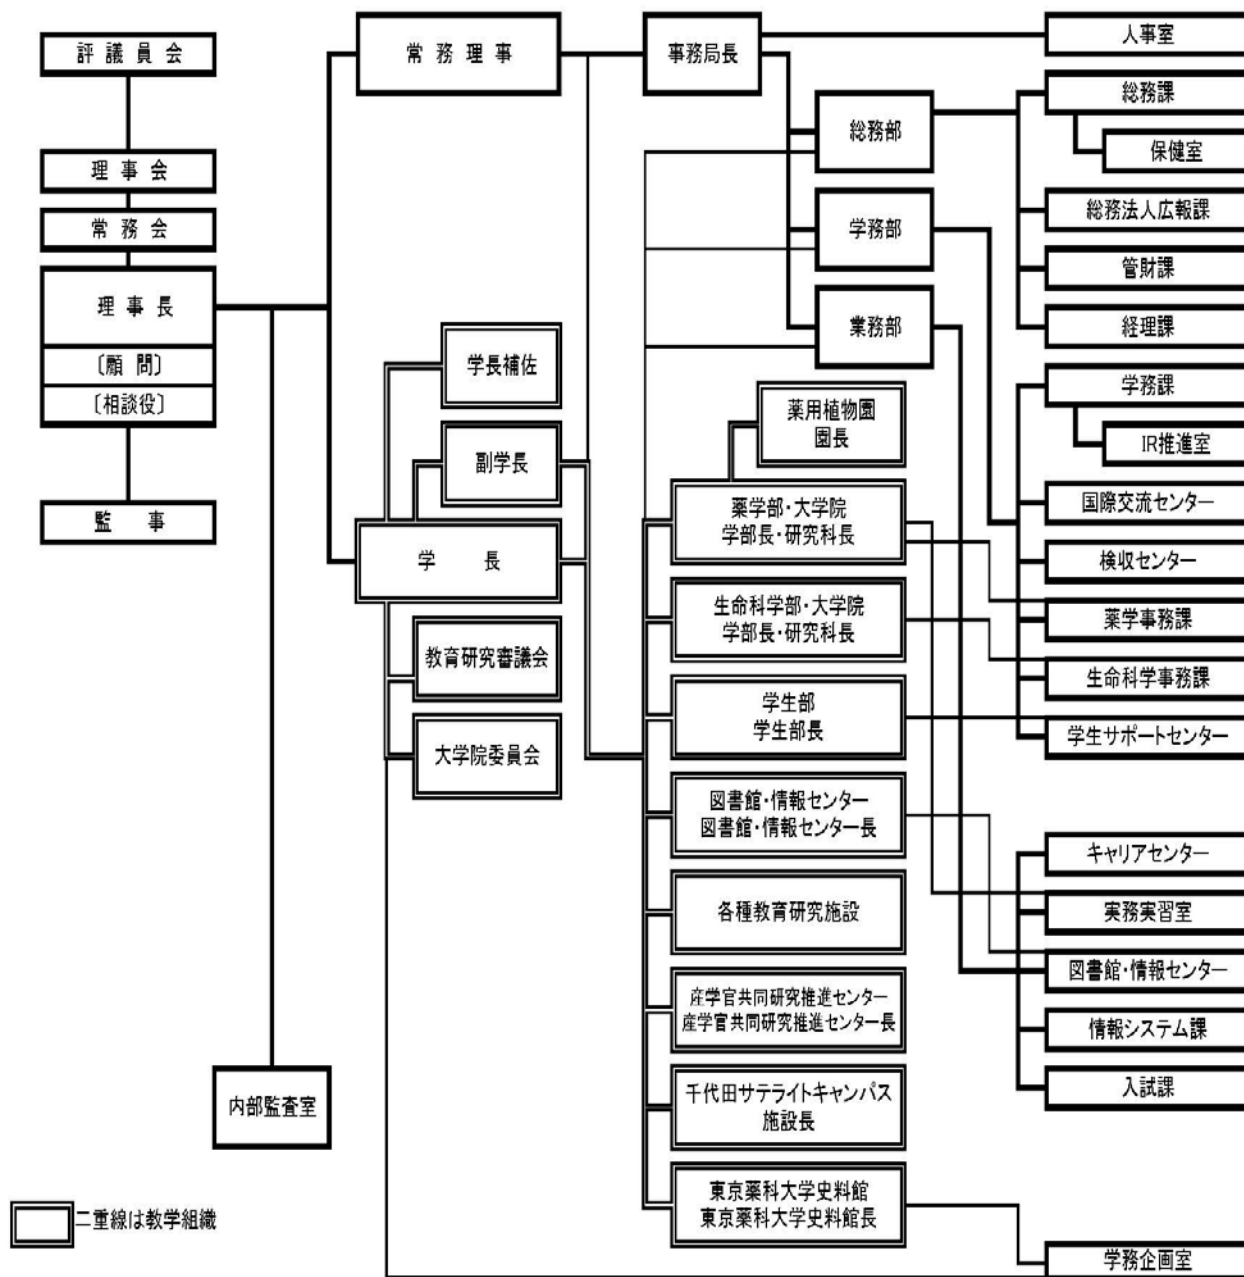 評議員会
理事会
常務会
理事長
〔顧問〕
〔相談役〕
監事
内部監査室
二重線は教学組織
常務理事
学長補佐
副学長
学長
教育研究審議会
大学院委員会
事務局長
総務部
学務部
業務部
薬用植物園
園長
薬学部・大学院
学部長・研究科長
生命科学部・大学院
学部長・研究科長
学生部
学生部長
図書館・情報センター
図書館・情報センター長
各種教育研究施設
産学官共同研究推進センター
産学官共同研究推進センター長
千代田サテライトキャンパス
施設長
東京薬科大学史料館
東京薬科大学史料館長
人事室
総務課
保健室
総務法人広報課
管財課
経理課
学務課
IR推進室
国際交流センター
検収センター
薬学事務課
生命科学事務課
学生サポートセンター
キャリアセンター
実務実習室
図書館・情報センター
情報システム課
入試課
学務企画室